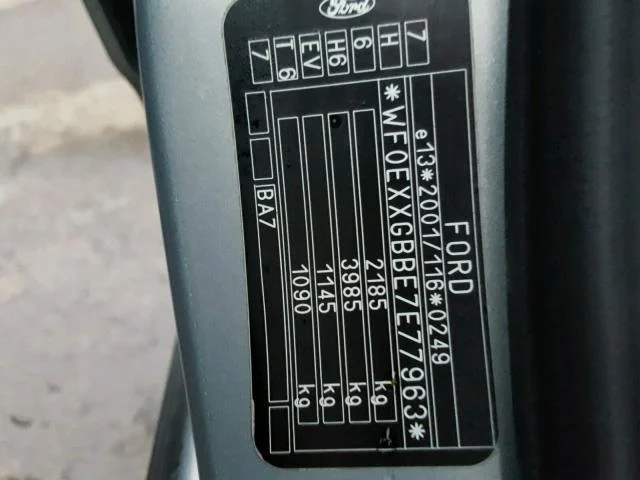 Ford
FORD
e13*2001/116*0249
*WF0EXXGBBE7E77963*
2185 kg
3985 kg
1145 kg
1090 kg
BA7
7 H 6 H6 EV T6 7